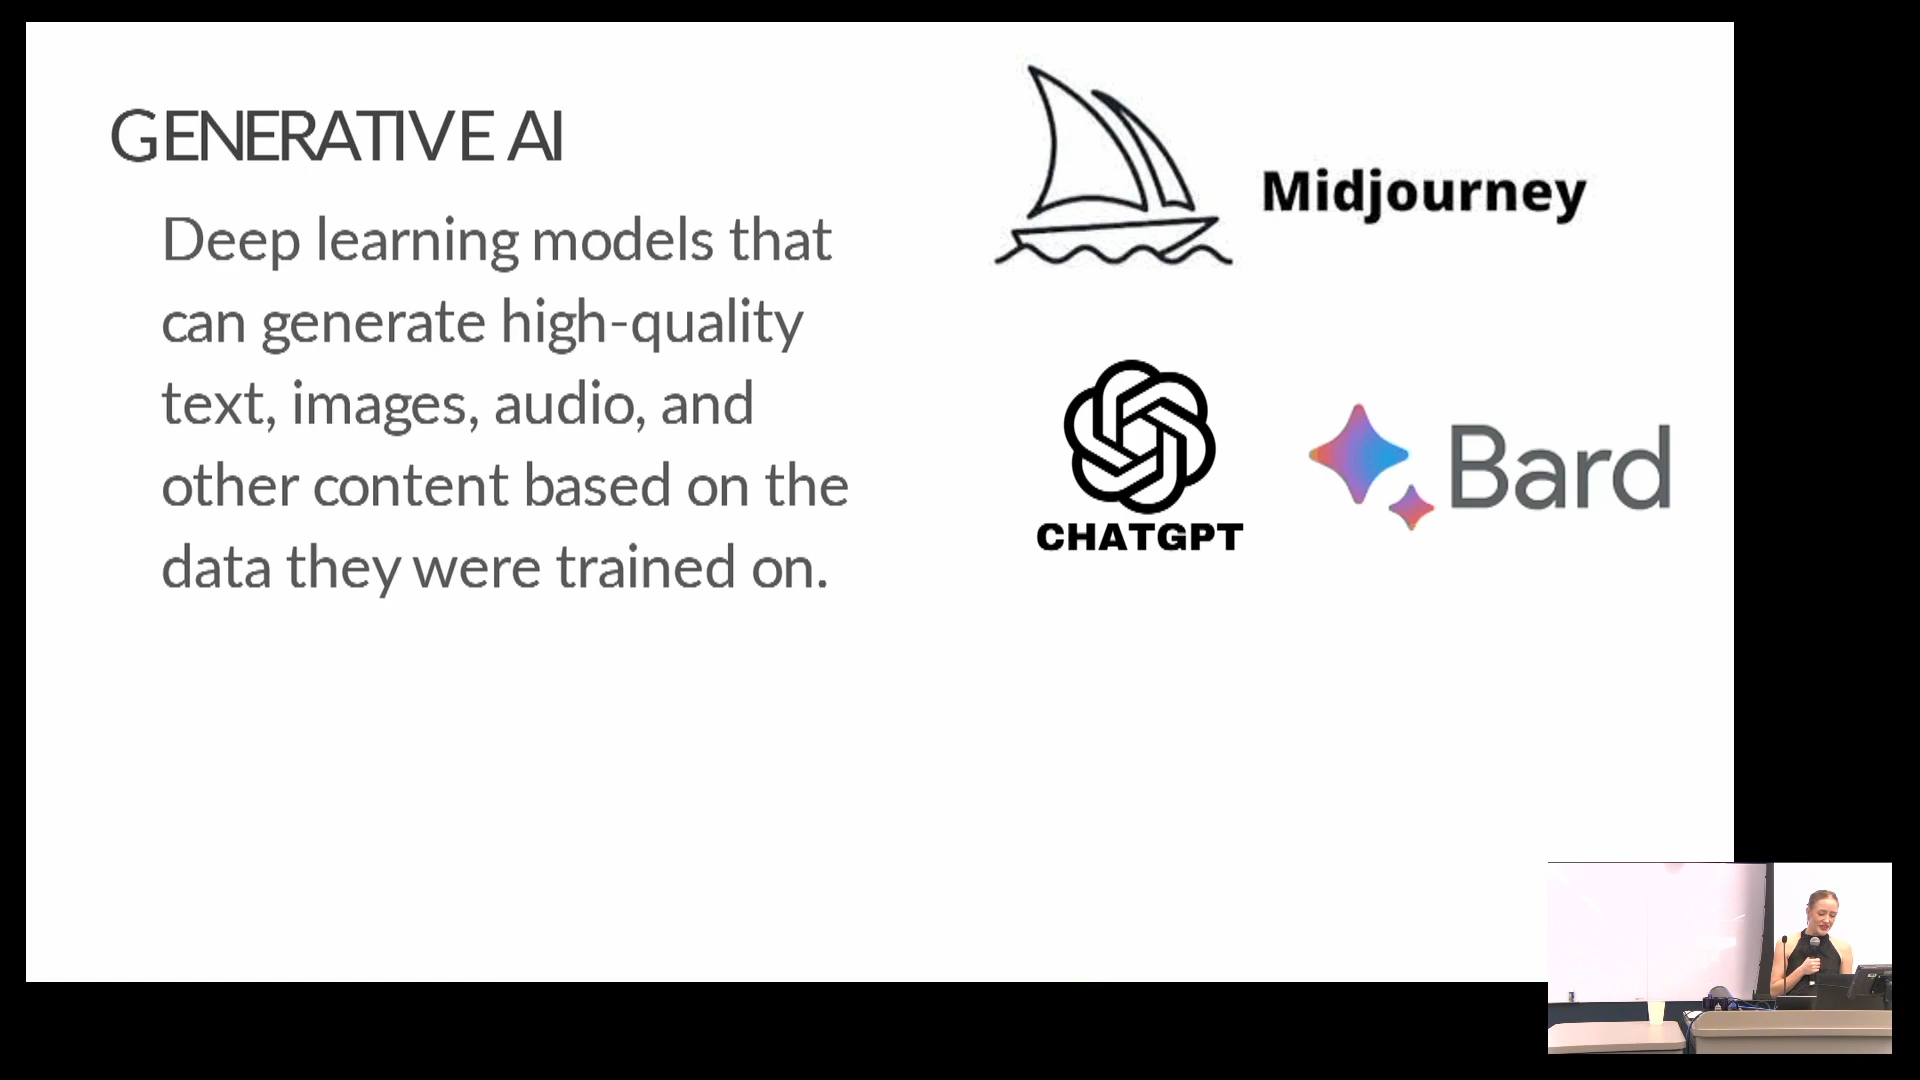 GENERATIVE AI
Deep learning models that
can generate high-quality
text, images, audio, and
other content based on the
data they were trained on.
Midjourney
CHATGPT
Bard